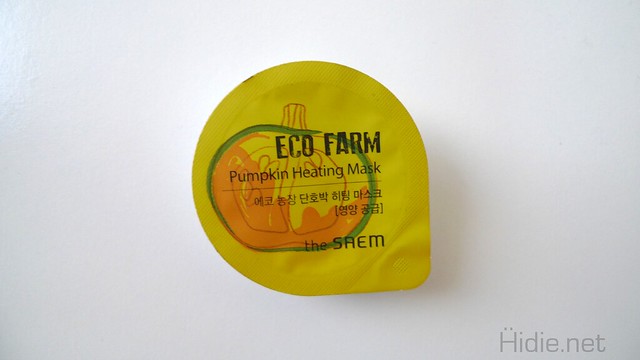 ECO FARM
Pumpkin Heating Mask
에코 농장 단호박 히팅 마스크
[영양 공급]
the SAEM
Hidie.net